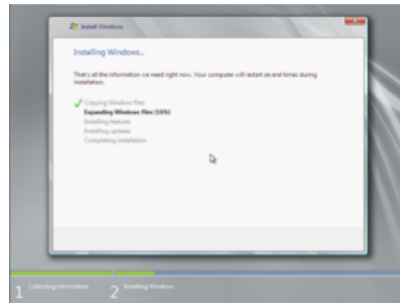 Install Windows
Installing Windows...
That's all the information we need right now. Your computer will restart several times during
installation.
Copying Windows files
Expanding Windows files (16%)
Installing features
Installing updates
Completing installation
1 Collecting information
2 Installing Windows